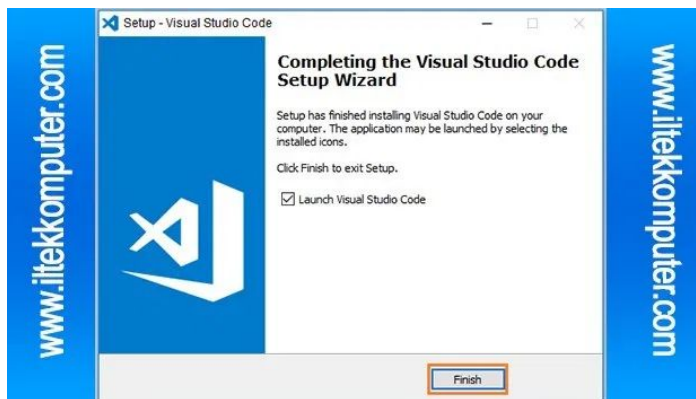 Setup - Visual Studio Code
Completing the Visual Studio Code
Setup Wizard
Setup has finished installing Visual Studio Code on your
computer. The application may be launched by selecting the
installed icons.
Click Finish to exit Setup.
Launch Visual Studio Code
Finish
www.iltekkomputer.com
www.iltekkomputer.com